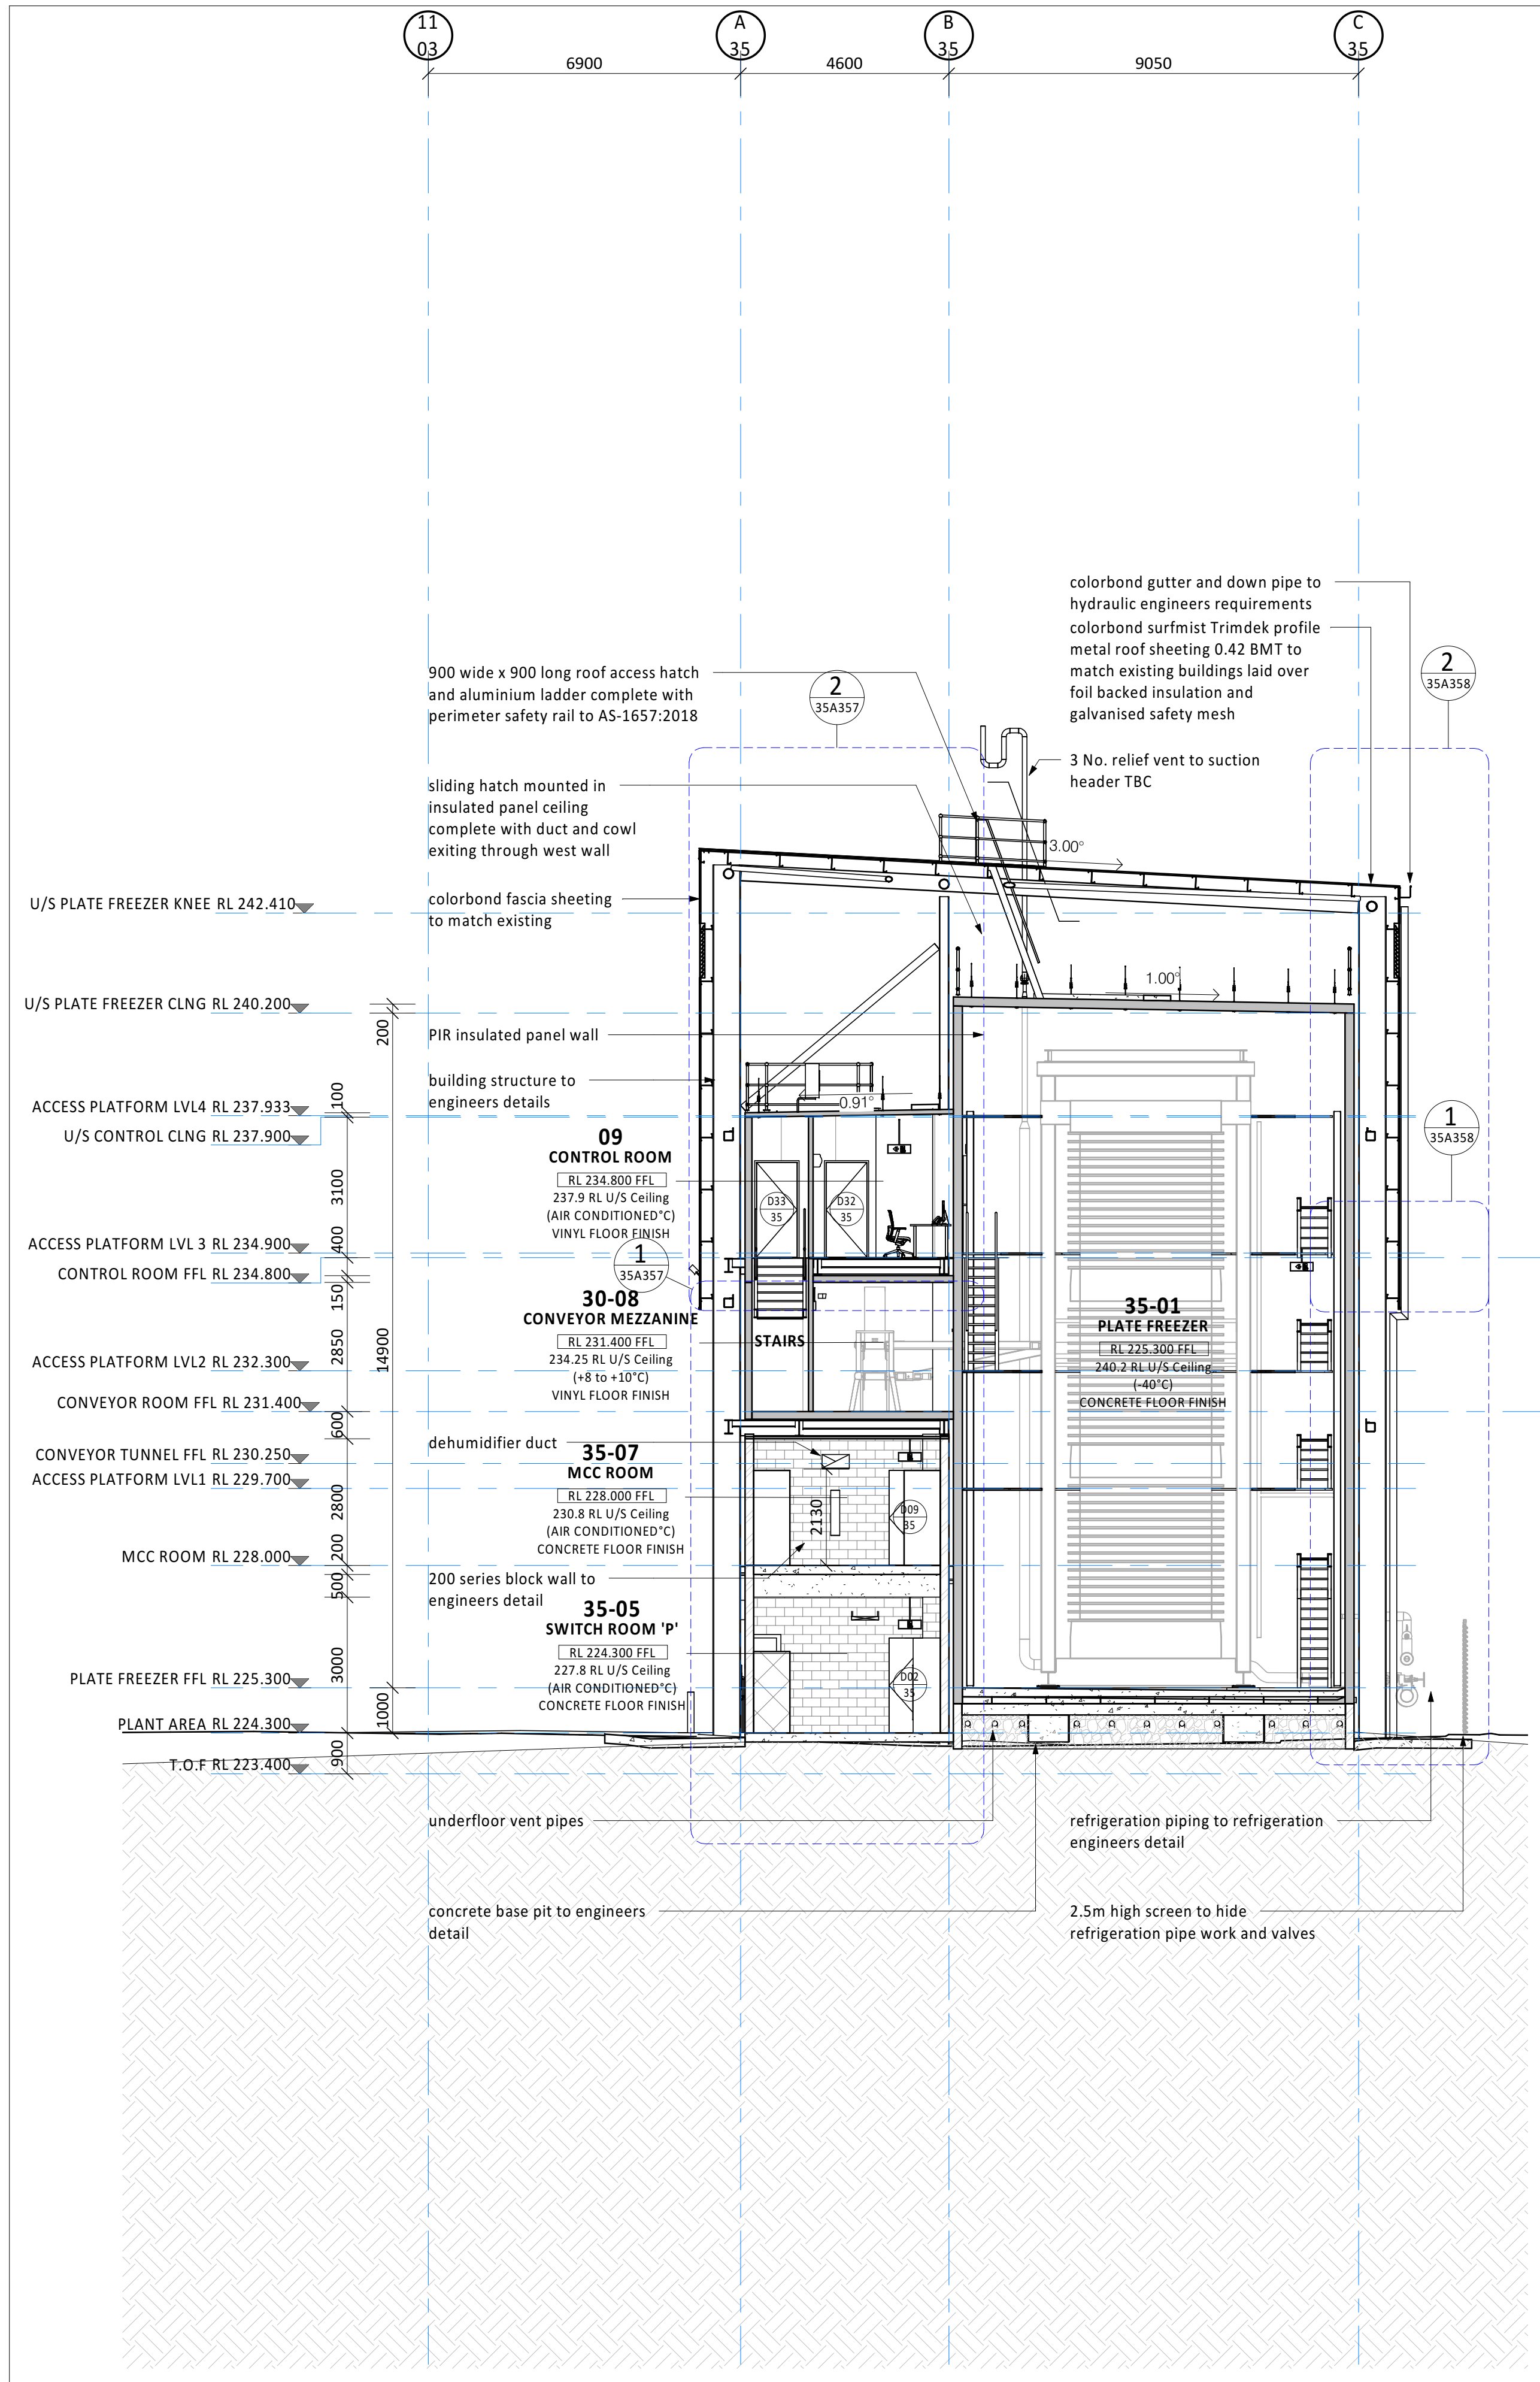 11
03
A
35
B
35
C
35
6900
4600
9050
colorbond gutter and down pipe to
hydraulic engineers requirements
colorbond surfmist Trimdek profile
metal roof sheeting 0.42 BMT to
match existing buildings laid over
foil backed insulation and
galvanised safety mesh
900 wide x 900 long roof access hatch
and aluminium ladder complete with
perimeter safety rail to AS-1657:2018
2
35A357
2
35A358
3 No. relief vent to suction
header TBC
sliding hatch mounted in
insulated panel ceiling
complete with duct and cowl
exiting through west wall
3.00°
colorbond fascia sheeting
to match existing
U/S PLATE FREEZER KNEE RL 242.410
1.00°
U/S PLATE FREEZER CLNG RL 240.200
200
PIR insulated panel wall
building structure to
engineers details
0.91°
ACCESS PLATFORM LVL4 RL 237.933
100
U/S CONTROL CLNG RL 237.900
1
35A358
09
CONTROL ROOM
RL 234.800 FFL
237.9 RL U/S Ceiling
(AIR CONDITIONED°C)
VINYL FLOOR FINISH
D33
35
D32
35
3100
ACCESS PLATFORM LVL 3 RL 234.900
400
CONTROL ROOM FFL RL 234.800
150
1
35A357
30-08
CONVEYOR MEZZANINE
RL 231.400 FFL
234.25 RL U/S Ceiling
(+8 to +10°C)
VINYL FLOOR FINISH
STAIRS
35-01
PLATE FREEZER
RL 225.300 FFL
240.2 RL U/S Ceiling
(-40°C)
CONCRETE FLOOR FINISH
2850
14900
ACCESS PLATFORM LVL2 RL 232.300
CONVEYOR ROOM FFL RL 231.400
600
dehumidifier duct
CONVEYOR TUNNEL FFL RL 230.250
ACCESS PLATFORM LVL1 RL 229.700
35-07
MCC ROOM
RL 228.000 FFL
230.8 RL U/S Ceiling
(AIR CONDITIONED°C)
CONCRETE FLOOR FINISH
2130
D09
35
2800
MCC ROOM RL 228.000
200
500
200 series block wall to
engineers detail
35-05
SWITCH ROOM 'P'
RL 224.300 FFL
227.8 RL U/S Ceiling
(AIR CONDITIONED°C)
CONCRETE FLOOR FINISH
D02
35
3000
PLATE FREEZER FFL RL 225.300
1000
PLANT AREA RL 224.300
T.O.F RL 223.400
900
underfloor vent pipes
refrigeration piping to refrigeration
engineers detail
concrete base pit to engineers
detail
2.5m high screen to hide
refrigeration pipe work and valves